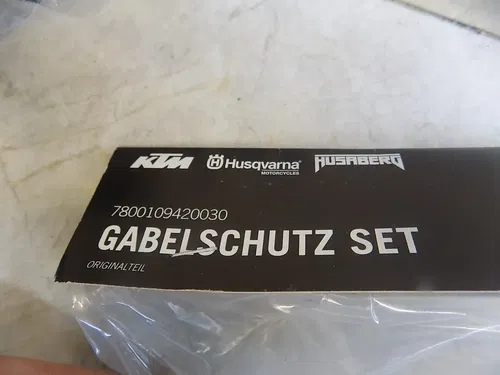 KTM Husqvarna MOTORCYCLES HUSABERG
7800109420030
GABELSCHUTZ SET
ORIGINALTEIL